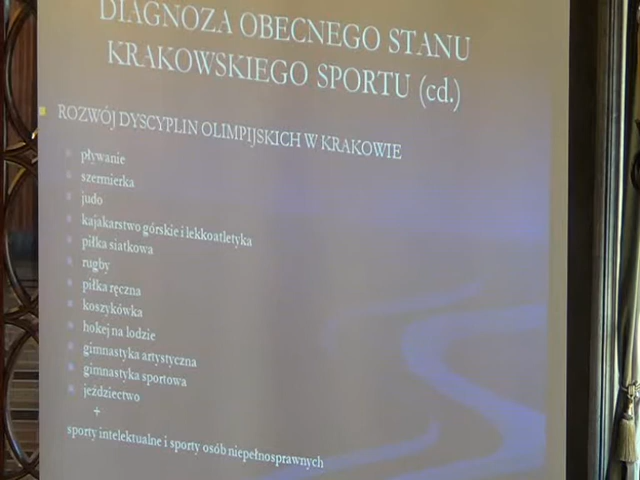 DIAGNOZA OBECNEGO STANU
KRAKOWSKIEGO SPORTU (cd.)
ROZWÓJ DYSCYPLIN OLIMPIJSKICH W KRAKOWIE
pływanie
szermierka
judo
kajakarstwo górskie i lekkoatletyka
piłka siatkowa
rugby
piłka ręczna
koszykówka
hokej na lodzie
gimnastyka artystyczna
gimnastyka sportowa
jeździectwo
+
sporty intelektualne i sporty osób niepełnosprawnych